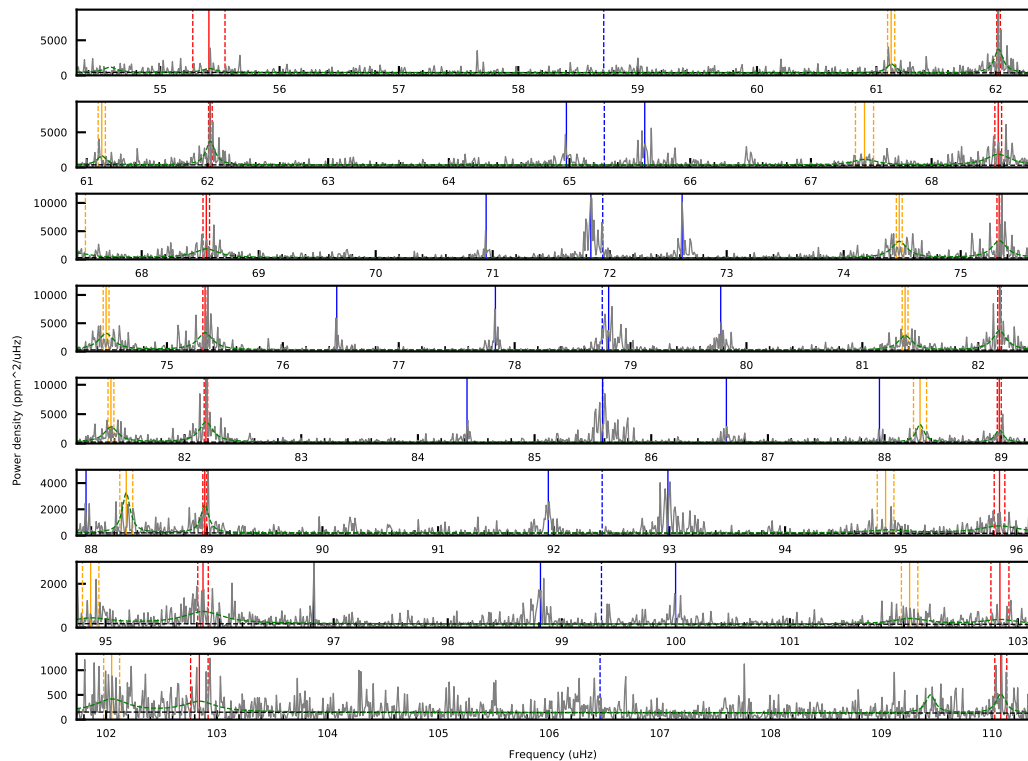 5000
0
55 56 57 58 59 60 61 62
10000
5000
0
61 62 63 64 65 66 67 68
10000
5000
0
68 69 70 71 72 73 74 75
10000
5000
0
75 76 77 78 79 80 81 82
10000
5000
0
82 83 84 85 86 87 88 89
4000
2000
0
88 89 90 91 92 93 94 95 96
2000
0
95 96 97 98 99 100 101 102 103
1000
500
0
102 103 104 105 106 107 108 109 110
Power density (ppm^2/uHz)
Frequency (uHz)